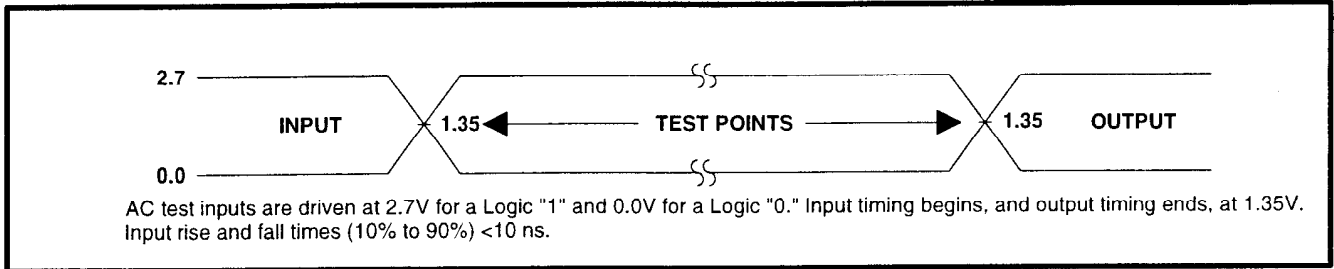 2.7
INPUT 1.35 TEST POINTS 1.35 OUTPUT
0.0
AC test inputs are driven at 2.7V for a Logic "1" and 0.0V for a Logic "0." Input timing begins, and output timing ends, at 1.35V.
Input rise and fall times (10% to 90%) <10 ns.